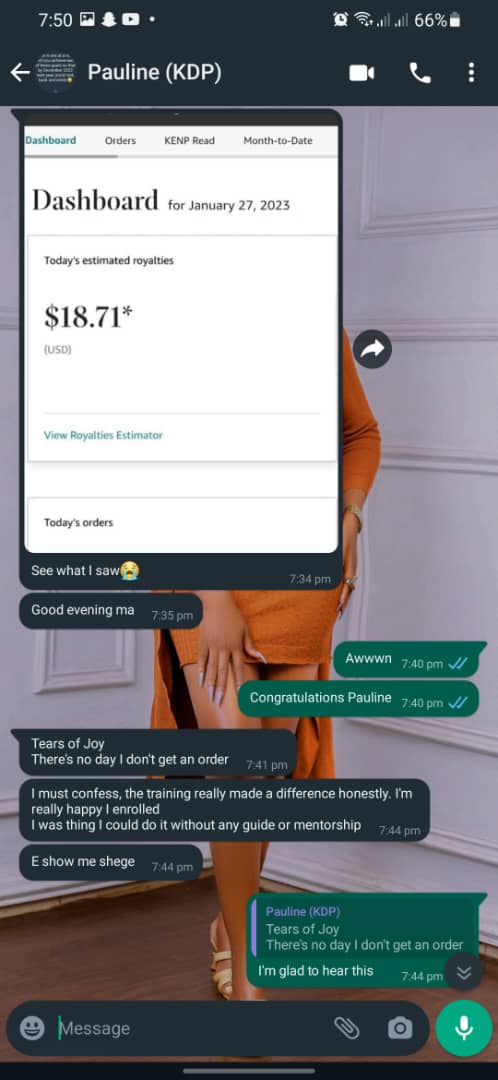 7:50
66%
Pauline (KDP)
Dashboard Orders KENP Read Month-to-Date
Dashboard for January 27, 2023
Today's estimated royalties
$18.71*
(USD)
View Royalties Estimator
Today's orders
See what I saw😭
7:34 pm
Good evening ma 7:35 pm
Awwwn 7:40 pm
Congratulations Pauline 7:40 pm
Tears of Joy
There's no day I don't get an order 7:41 pm
I must confess, the training really made a difference honestly. I'm
really happy I enrolled
I was thing I could do it without any guide or mentorship 7:44 pm
E show me shege 7:44 pm
Pauline (KDP)
Tears of Joy
There's no day I don't get an order
I'm glad to hear this 7:44 pm
Message